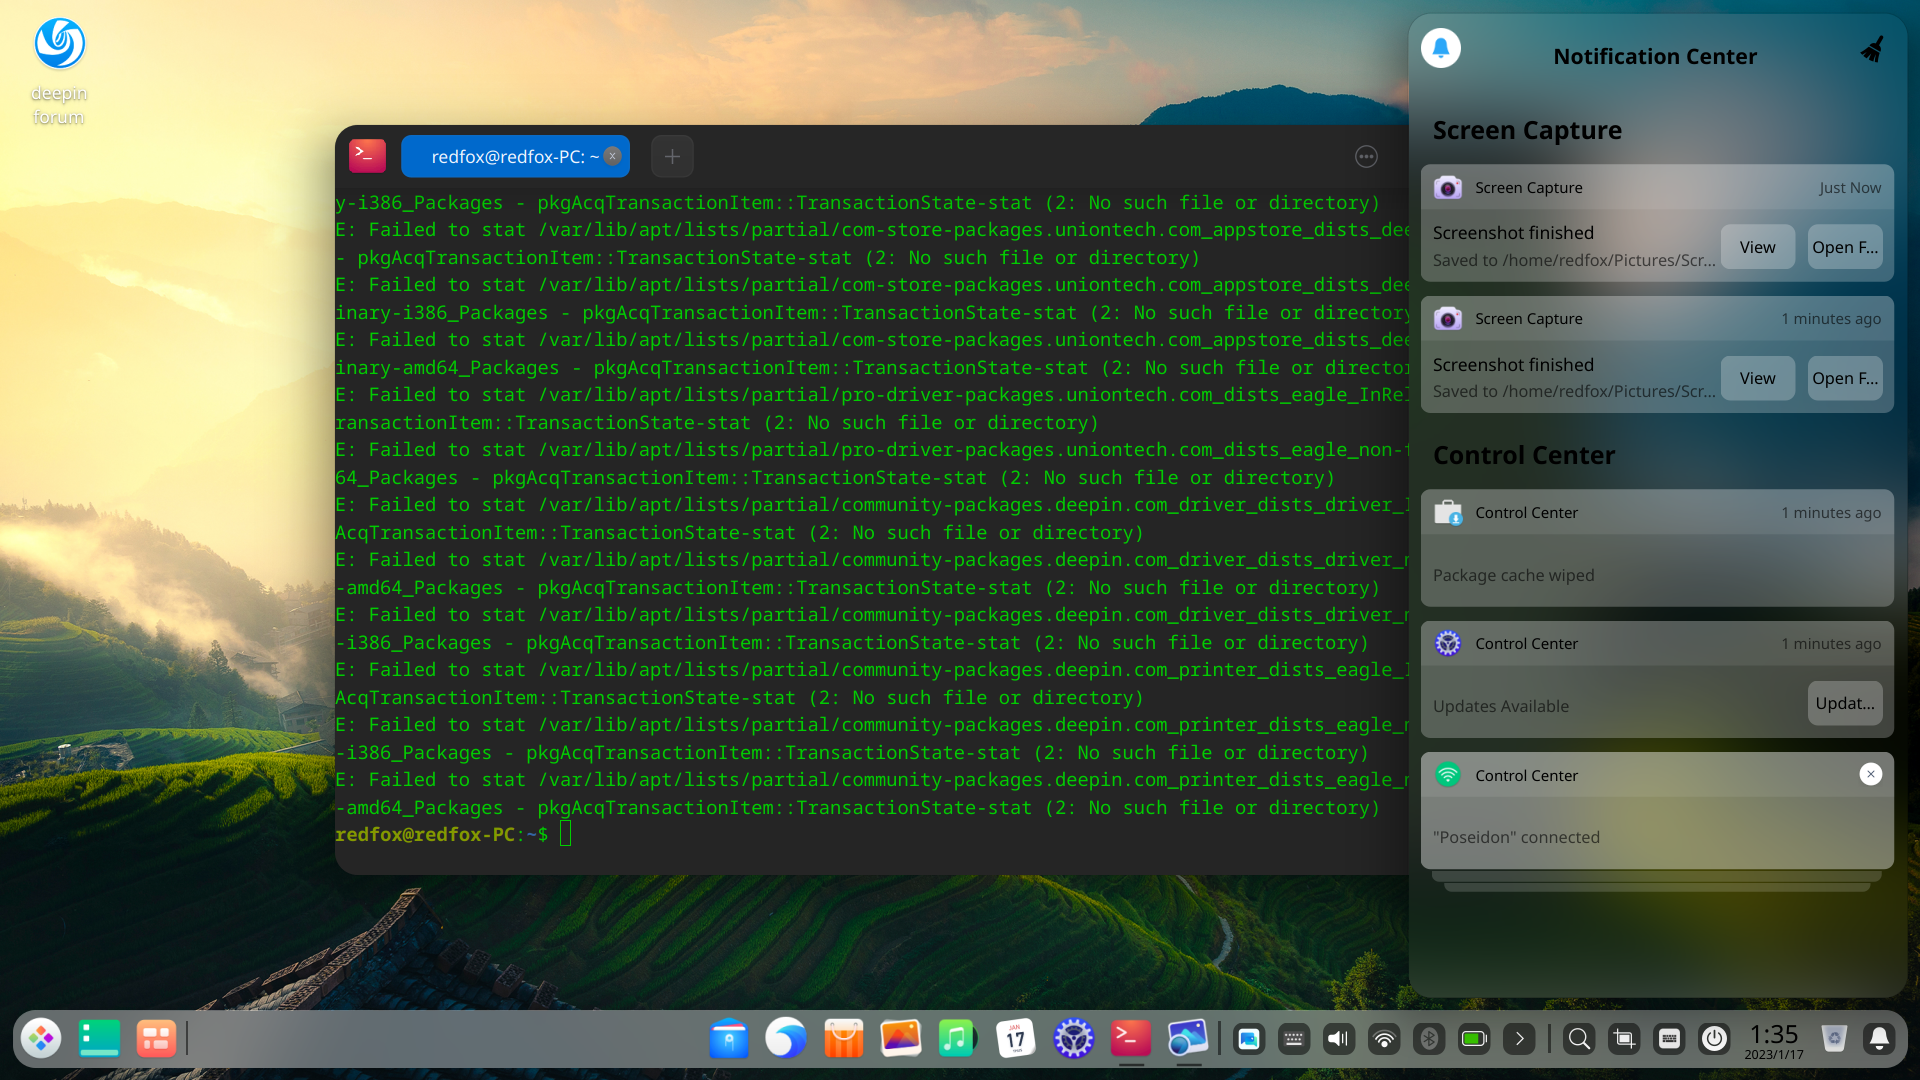 deepin
forum
redfox@redfox-PC: ~
y-i386_Packages - pkgAcqTransactionItem::TransactionState-stat (2: No such file or directory)
E: Failed to stat /var/lib/apt/lists/partial/com-store-packages.uniontech.com_appstore_dists_dee
- pkgAcqTransactionItem::TransactionState-stat (2: No such file or directory)
E: Failed to stat /var/lib/apt/lists/partial/com-store-packages.uniontech.com_appstore_dists_dee
inary-i386_Packages - pkgAcqTransactionItem::TransactionState-stat (2: No such file or directory
E: Failed to stat /var/lib/apt/lists/partial/com-store-packages.uniontech.com_appstore_dists_dee
inary-amd64_Packages - pkgAcqTransactionItem::TransactionState-stat (2: No such file or director
E: Failed to stat /var/lib/apt/lists/partial/pro-driver-packages.uniontech.com_dists_eagle_InRel
ransactionItem::TransactionState-stat (2: No such file or directory)
E: Failed to stat /var/lib/apt/lists/partial/pro-driver-packages.uniontech.com_dists_eagle_non-f
64_Packages - pkgAcqTransactionItem::TransactionState-stat (2: No such file or directory)
E: Failed to stat /var/lib/apt/lists/partial/community-packages.deepin.com_driver_dists_driver_I
AcqTransactionItem::TransactionState-stat (2: No such file or directory)
E: Failed to stat /var/lib/apt/lists/partial/community-packages.deepin.com_driver_dists_driver_n
-amd64_Packages - pkgAcqTransactionItem::TransactionState-stat (2: No such file or directory)
E: Failed to stat /var/lib/apt/lists/partial/community-packages.deepin.com_driver_dists_driver_n
-i386_Packages - pkgAcqTransactionItem::TransactionState-stat (2: No such file or directory)
E: Failed to stat /var/lib/apt/lists/partial/community-packages.deepin.com_printer_dists_eagle_I
AcqTransactionItem::TransactionState-stat (2: No such file or directory)
E: Failed to stat /var/lib/apt/lists/partial/community-packages.deepin.com_printer_dists_eagle_n
-i386_Packages - pkgAcqTransactionItem::TransactionState-stat (2: No such file or directory)
E: Failed to stat /var/lib/apt/lists/partial/community-packages.deepin.com_printer_dists_eagle_n
-amd64_Packages - pkgAcqTransactionItem::TransactionState-stat (2: No such file or directory)
redfox@redfox-PC:~$
Notification Center
Screen Capture
Screen Capture Just Now
Screenshot finished
Saved to /home/redfox/Pictures/Scr... View Open F...
Screen Capture 1 minutes ago
Screenshot finished
Saved to /home/redfox/Pictures/Scr... View Open F...
Control Center
Control Center 1 minutes ago
Package cache wiped
Control Center 1 minutes ago
Updates Available Updat...
Control Center
"Poseidon" connected
JAN
17
1:35
2023/1/17